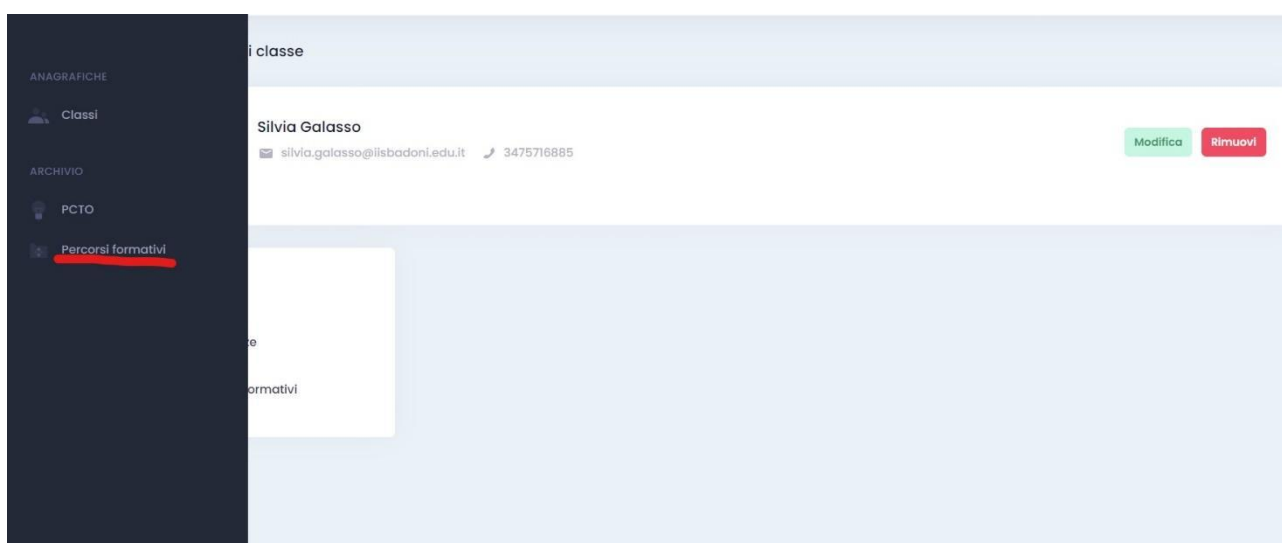 ANAGRAFICHE
Classi
ARCHIVIO
PCTO
Percorsi formativi
i classe
Silvia Galasso
silvia.galasso@iisbadoni.edu.it 3475716885
Modifica Rimuovi
e
ormativi